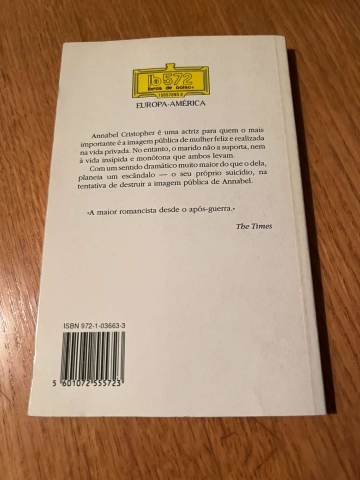 lb 572
livros de bolso
EUROPA-AMÉRICA
Annabel Cristopher é uma actriz para quem o mais
importante é a imagem pública de mulher feliz e realizada
na vida privada. No entanto, o marido não a suporta, nem
à vida insípida e monótona que ambos levam.
Com um sentido dramático muito maior do que o dela,
planeia um escândalo — o seu próprio suicídio, na
tentativa de destruir a imagem pública de Annabel.
«A maior romancista desde o após-guerra.»
The Times
ISBN 972-1-03663-3
5 601072 555723